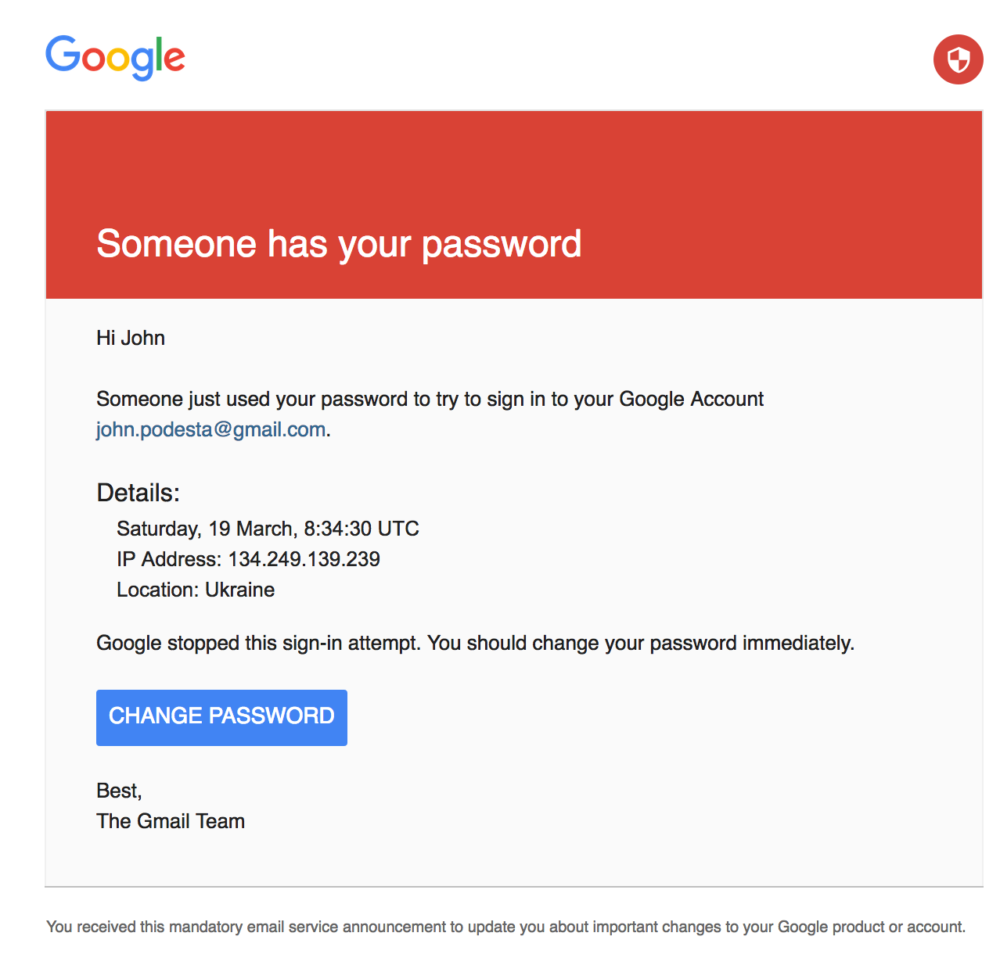 Google
Someone has your password
Hi John
Someone just used your password to try to sign in to your Google Account
john.podesta@gmail.com.
Details:
Saturday, 19 March, 8:34:30 UTC
IP Address: 134.249.139.239
Location: Ukraine
Google stopped this sign-in attempt. You should change your password immediately.
CHANGE PASSWORD
Best,
The Gmail Team
You received this mandatory email service announcement to update you about important changes to your Google product or account.